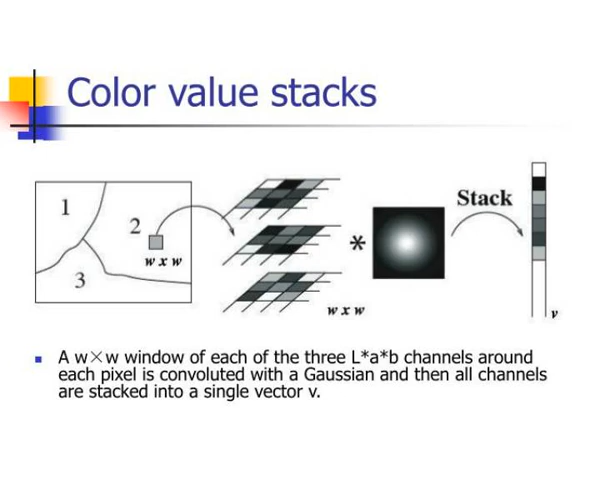 Color value stacks
1
2
3
w x w
*
w x w
Stack
v
A w×w window of each of the three L*a*b channels around
each pixel is convoluted with a Gaussian and then all channels
are stacked into a single vector v.